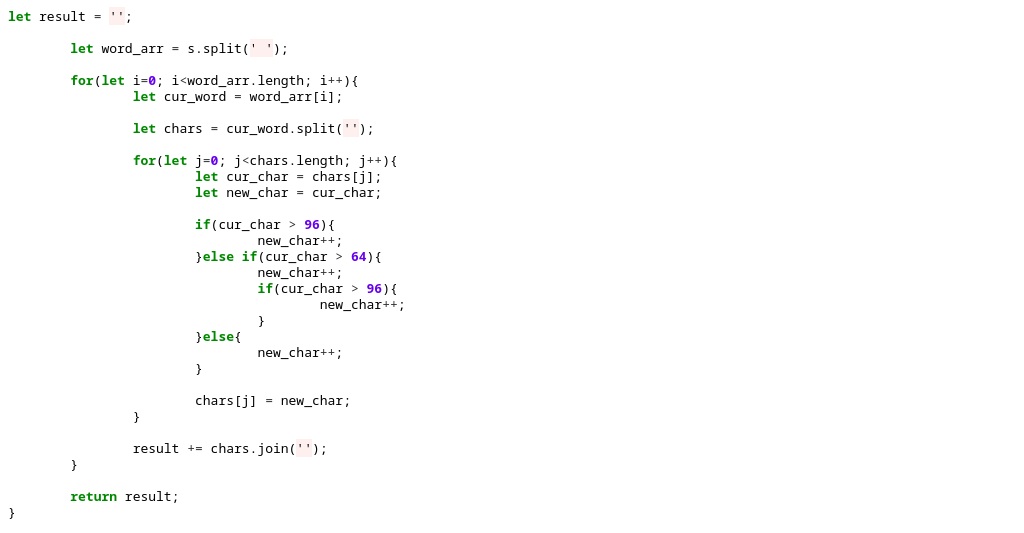 let result = '';
let word_arr = s.split(' ');
for(let i=0; i<word_arr.length; i++){
let cur_word = word_arr[i];
let chars = cur_word.split('');
for(let j=0; j<chars.length; j++){
let cur_char = chars[j];
let new_char = cur_char;
if(cur_char > 96){
new_char++;
}else if(cur_char > 64){
new_char++;
if(cur_char > 96){
new_char++;
}
}else{
new_char++;
}
chars[j] = new_char;
}
result += chars.join('');
}
return result;
}